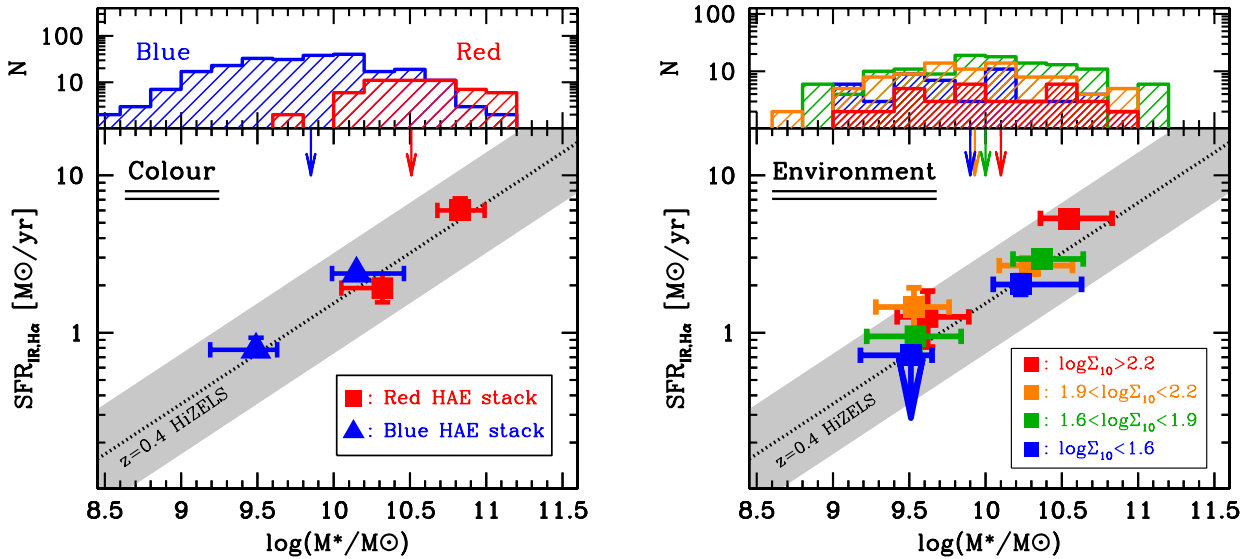 100
10
N
Blue
Red
Colour
10
1
SFR_IR,Hα [M⊙/yr]
z=0.4 HiZELS
: Red HAE stack
: Blue HAE stack
8.5 9 9.5 10 10.5 11 11.5
log(M*/M⊙)
100
10
N
Environment
10
1
SFR_IR,Hα [M⊙/yr]
z=0.4 HiZELS
: logΣ₁₀>2.2
: 1.9<logΣ₁₀<2.2
: 1.6<logΣ₁₀<1.9
: logΣ₁₀<1.6
8.5 9 9.5 10 10.5 11 11.5
log(M*/M⊙)